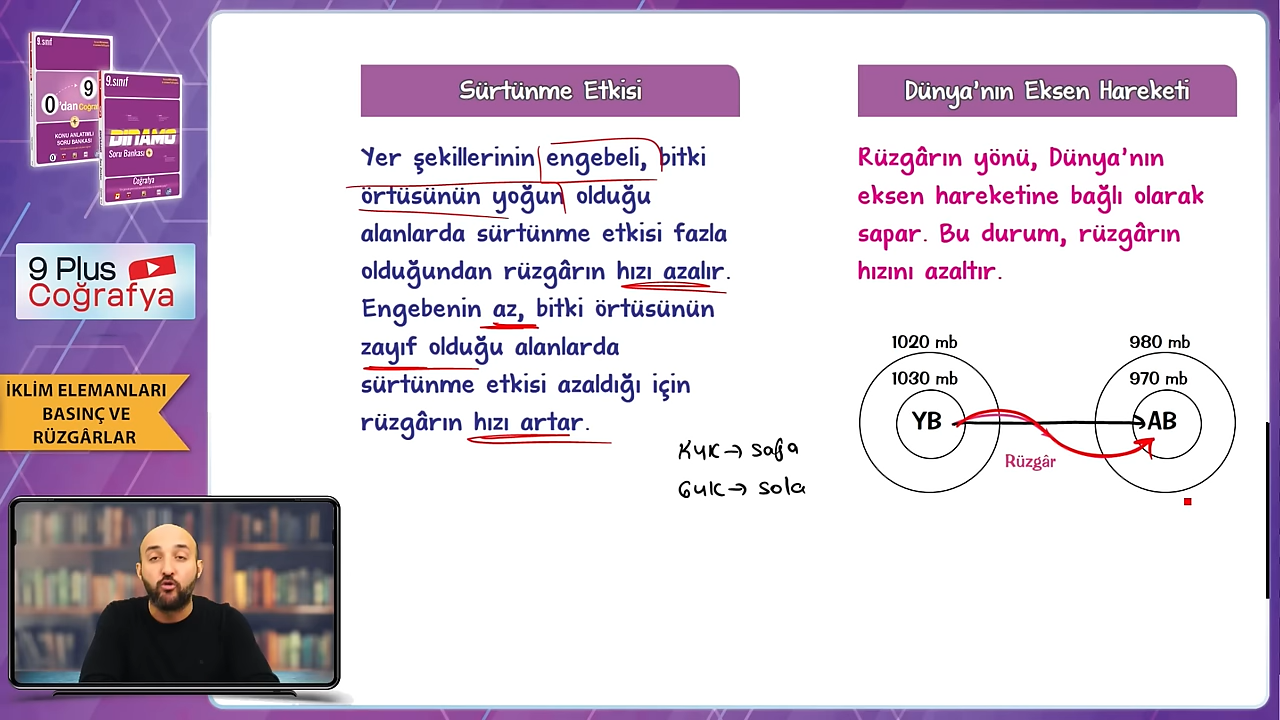 9.sınıf
0'dan 9
Coğrafya
KONU ANLATIMLI
SORU BANKASI
9.sınıf
DİNAMO
Soru Bankası
Coğrafya
9 Plus
Coğrafya
İKLİM ELEMANLARI
BASINÇ VE
RÜZGÂRLAR
Sürtünme Etkisi
Yer şekillerinin engebeli, bitki
örtüsünün yoğun olduğu
alanlarda sürtünme etkisi fazla
olduğundan rüzgârın hızı azalır.
Engebenin az, bitki örtüsünün
zayıf olduğu alanlarda
sürtünme etkisi azaldığı için
rüzgârın hızı artar.
KYK → sağa
GYK → sola
Dünya'nın Eksen Hareketi
Rüzgârın yönü, Dünya'nın
eksen hareketine bağlı olarak
sapar. Bu durum, rüzgârın
hızını azaltır.
1020 mb
1030 mb
YB
980 mb
970 mb
AB
Rüzgâr